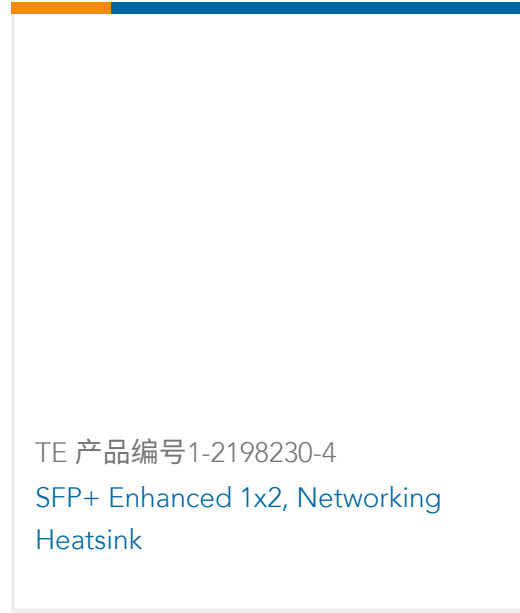 TE 产品编号1-2198230-4
SFP+ Enhanced 1x2, Networking
Heatsink